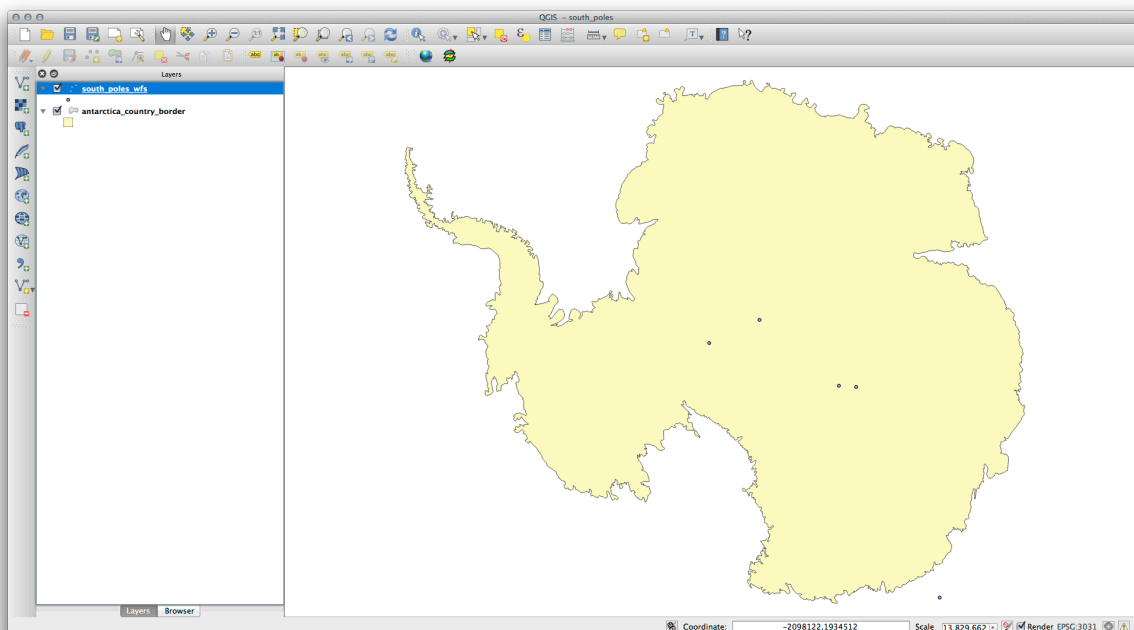 QGIS - south_poles
Layers
south_poles_wfs
antarctica_country_border
Layers Browser
Coordinate: -2098122,1934512 Scale 13,829,662 Render EPSG:3031